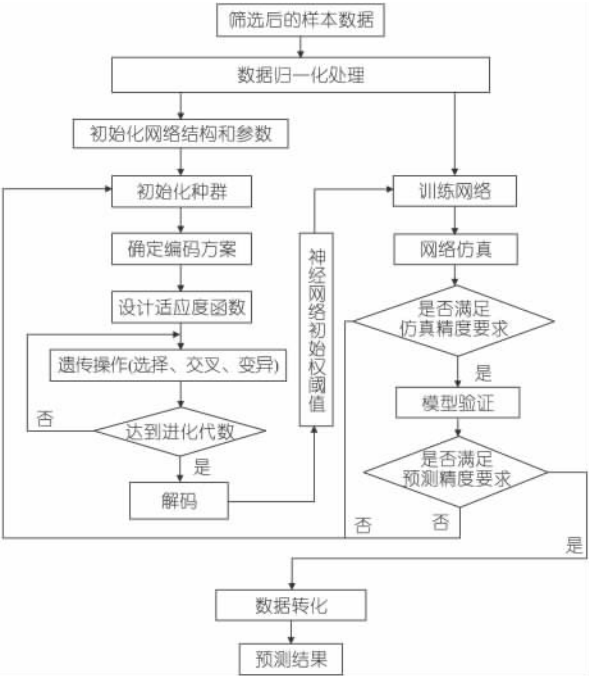 筛选后的样本数据
数据归一化处理
初始化网络结构和参数
初始化种群
确定编码方案
设计适应度函数
遗传操作(选择、交叉、变异)
否
达到进化代数
是
解码
神经网络初始权阈值
训练网络
网络仿真
是否满足
仿真精度要求
是
模型验证
是否满足
预测精度要求
否
否
是
数据转化
预测结果